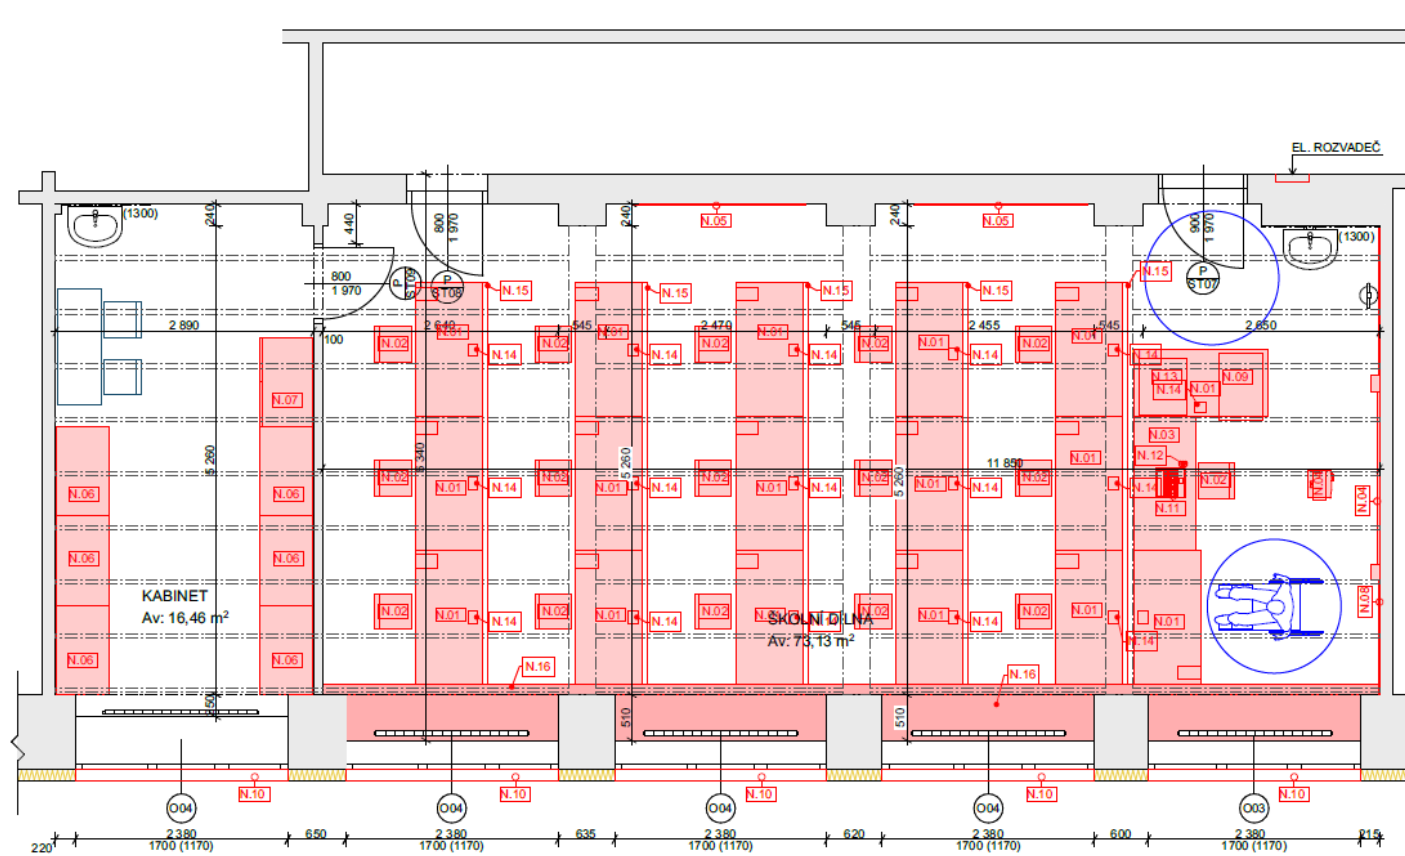 EL. ROZVADEČ
(1300)
240
440
800
1 970
240
N.05
240
N.05
900
1 970
(1300)
800
1 970
P
ST09
P
ST08
N.15
N.15
N.15
N.15
N.15
P
ST07
2 890
100
2 640
545
2 470
545
2 455
545
2 650
N.02
N.01
N.02
N.01
N.02
N.01
N.02
N.01
N.02
N.01
N.14
N.14
N.14
N.14
N.14
N.13
N.14
N.01
N.09
N.07
N.03
N.12
5 260
5 340
5 260
5 260
11 850
N.06
N.06
N.02
N.01
N.14
N.02
N.01
N.14
N.02
N.01
N.14
N.02
N.01
N.14
N.02
N.01
N.14
N.02
N.11
N.04
N.06
N.06
KABINET
Av: 16,46 m²
N.02
N.01
N.14
N.02
N.01
N.14
N.02
ŠKOLNÍ DÍLNA
Av: 73,13 m²
N.02
N.01
N.14
N.02
N.01
N.14
N.01
N.08
N.06
N.06
N.16
N.16
510
510
N.10
N.10
N.10
N.10
N.10
O04
O04
O04
O04
O03
220
2 380
1700 (1170)
650
2 380
1700 (1170)
635
2 380
1700 (1170)
620
2 380
1700 (1170)
600
2 380
1700 (1170)
215